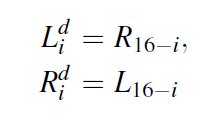 $L_i^d = R_{16-i},$
$R_i^d = L_{16-i}$